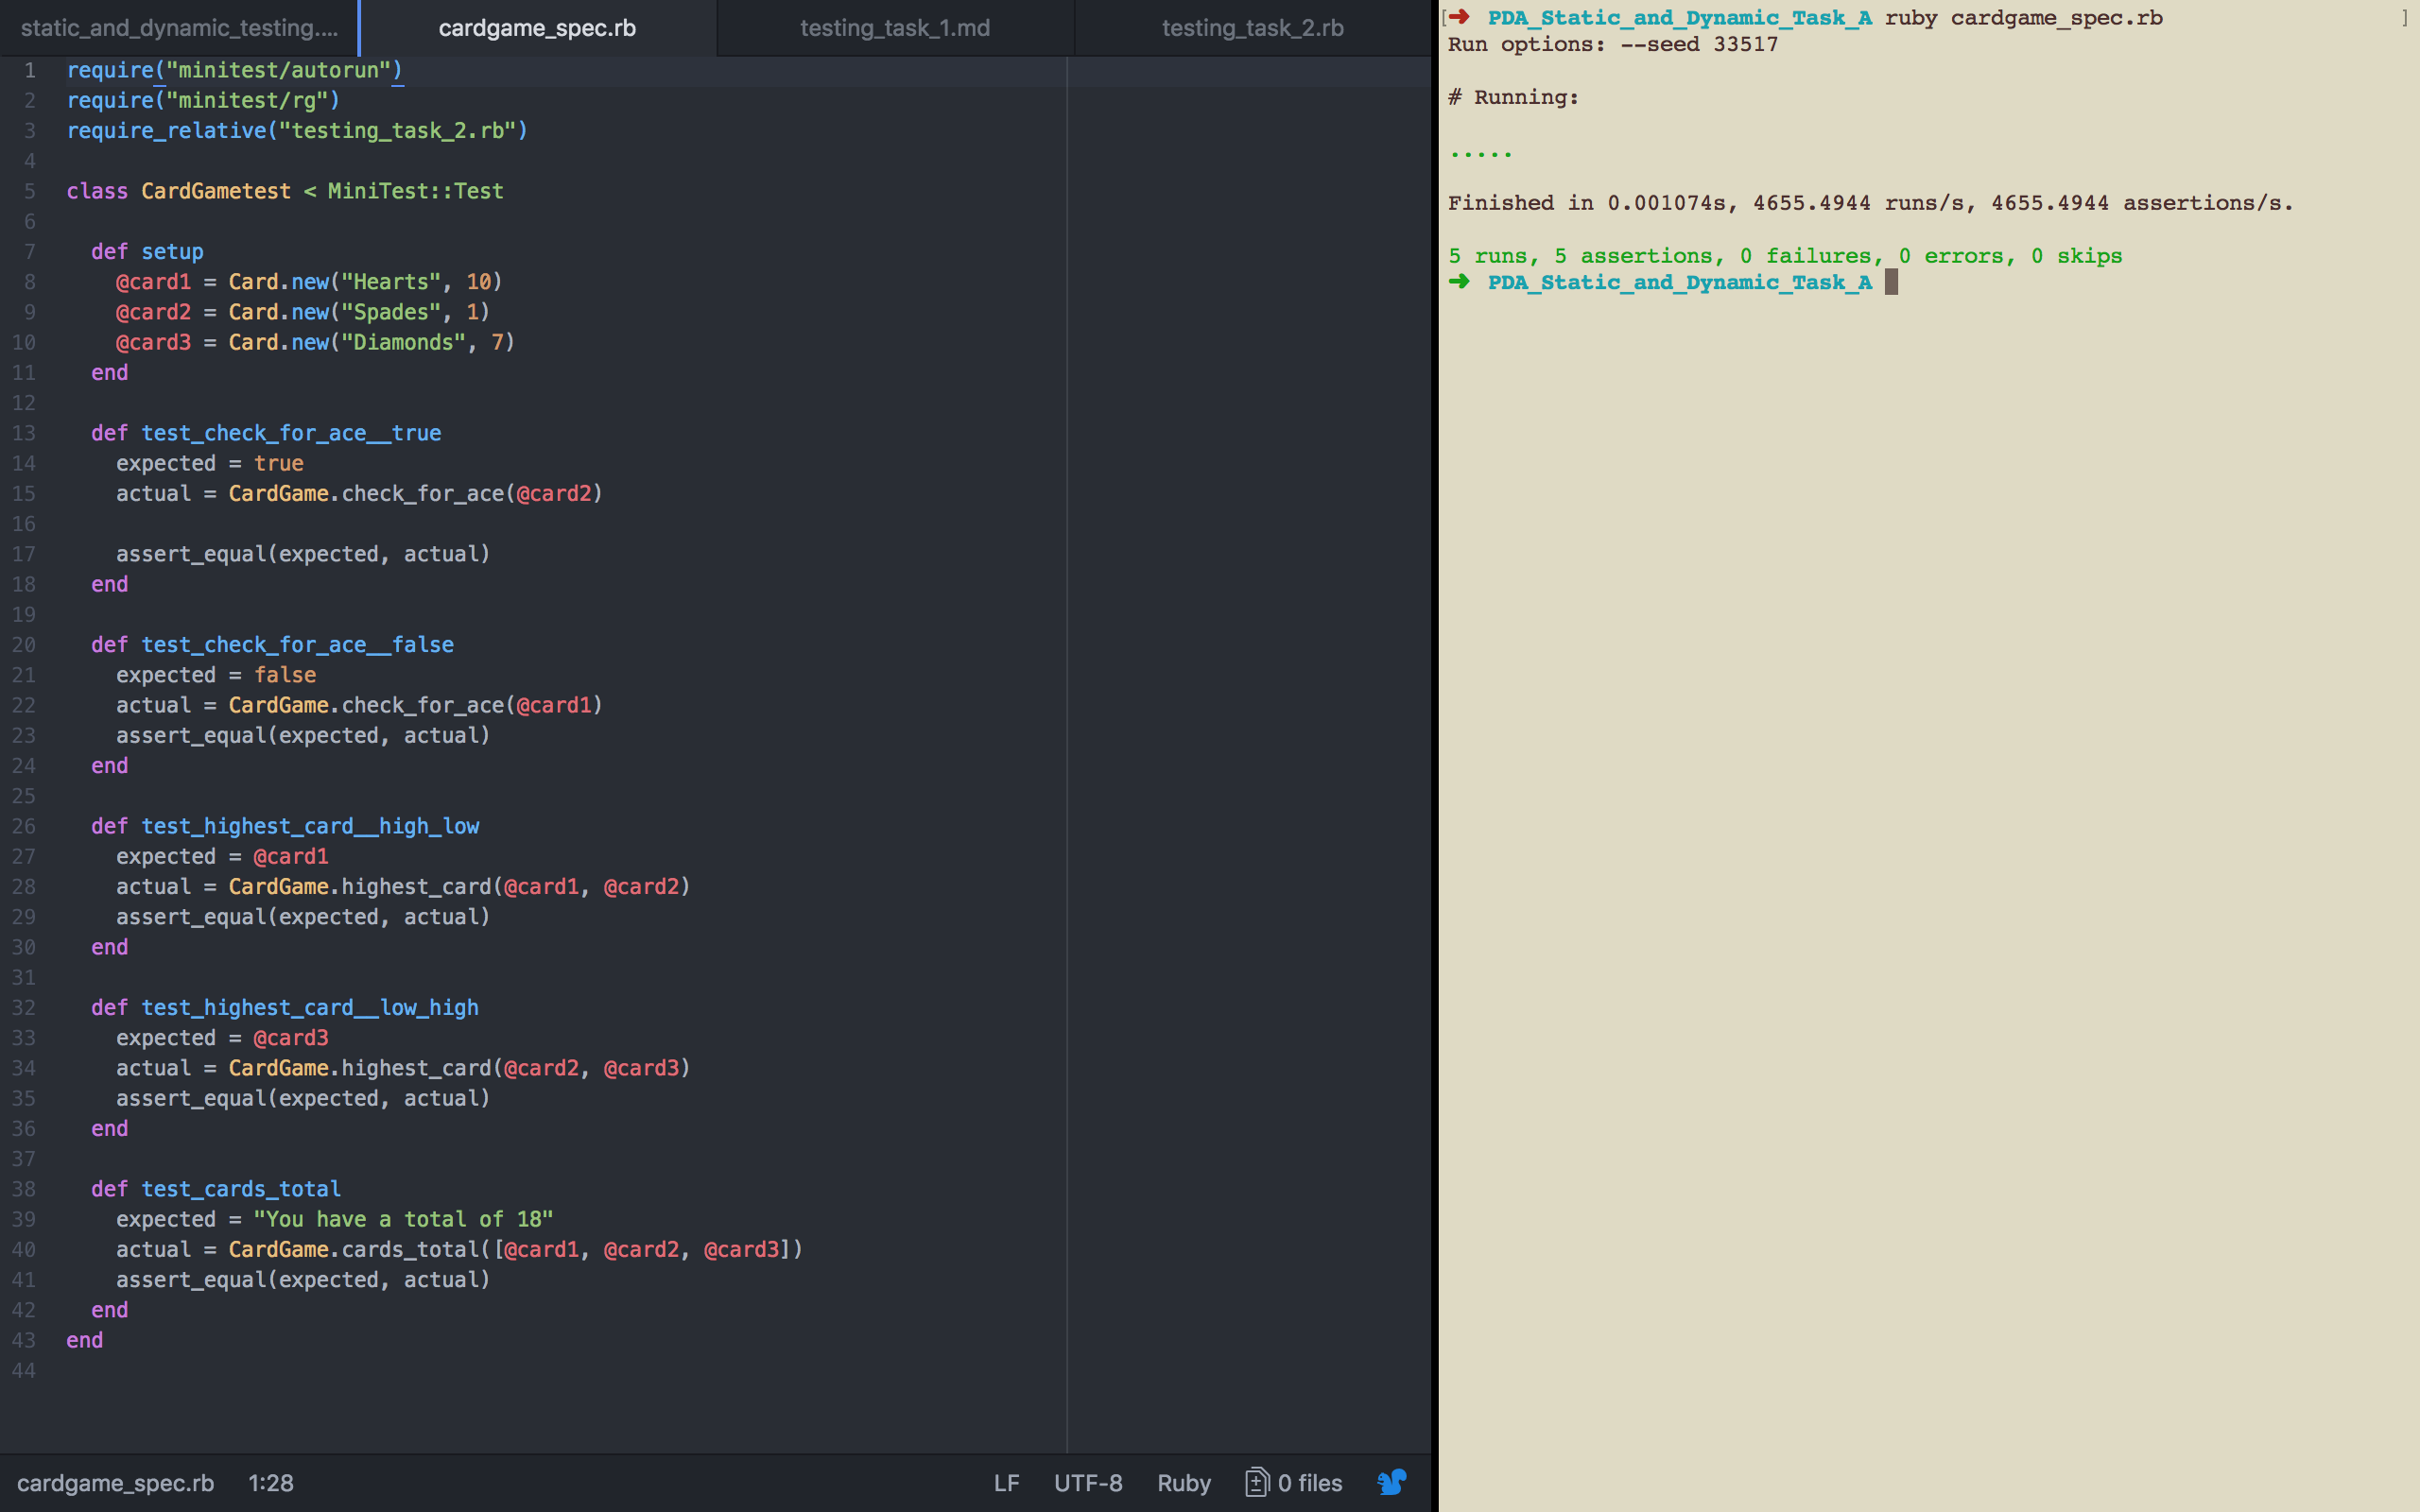 static_and_dynamic_testing....
cardgame_spec.rb
testing_task_1.md
testing_task_2.rb
1 require("minitest/autorun")
2 require("minitest/rg")
3 require_relative("testing_task_2.rb")
4
5 class CardGametest < MiniTest::Test
6
7 def setup
8 @card1 = Card.new("Hearts", 10)
9 @card2 = Card.new("Spades", 1)
10 @card3 = Card.new("Diamonds", 7)
11 end
12
13 def test_check_for_ace__true
14 expected = true
15 actual = CardGame.check_for_ace(@card2)
16
17 assert_equal(expected, actual)
18 end
19
20 def test_check_for_ace__false
21 expected = false
22 actual = CardGame.check_for_ace(@card1)
23 assert_equal(expected, actual)
24 end
25
26 def test_highest_card__high_low
27 expected = @card1
28 actual = CardGame.highest_card(@card1, @card2)
29 assert_equal(expected, actual)
30 end
31
32 def test_highest_card__low_high
33 expected = @card3
34 actual = CardGame.highest_card(@card2, @card3)
35 assert_equal(expected, actual)
36 end
37
38 def test_cards_total
39 expected = "You have a total of 18"
40 actual = CardGame.cards_total([@card1, @card2, @card3])
41 assert_equal(expected, actual)
42 end
43 end
44
cardgame_spec.rb 1:28 LF UTF-8 Ruby 0 files
[➜ PDA_Static_and_Dynamic_Task_A ruby cardgame_spec.rb ]
Run options: --seed 33517
# Running:
.....
Finished in 0.001074s, 4655.4944 runs/s, 4655.4944 assertions/s.
5 runs, 5 assertions, 0 failures, 0 errors, 0 skips
➜ PDA_Static_and_Dynamic_Task_A